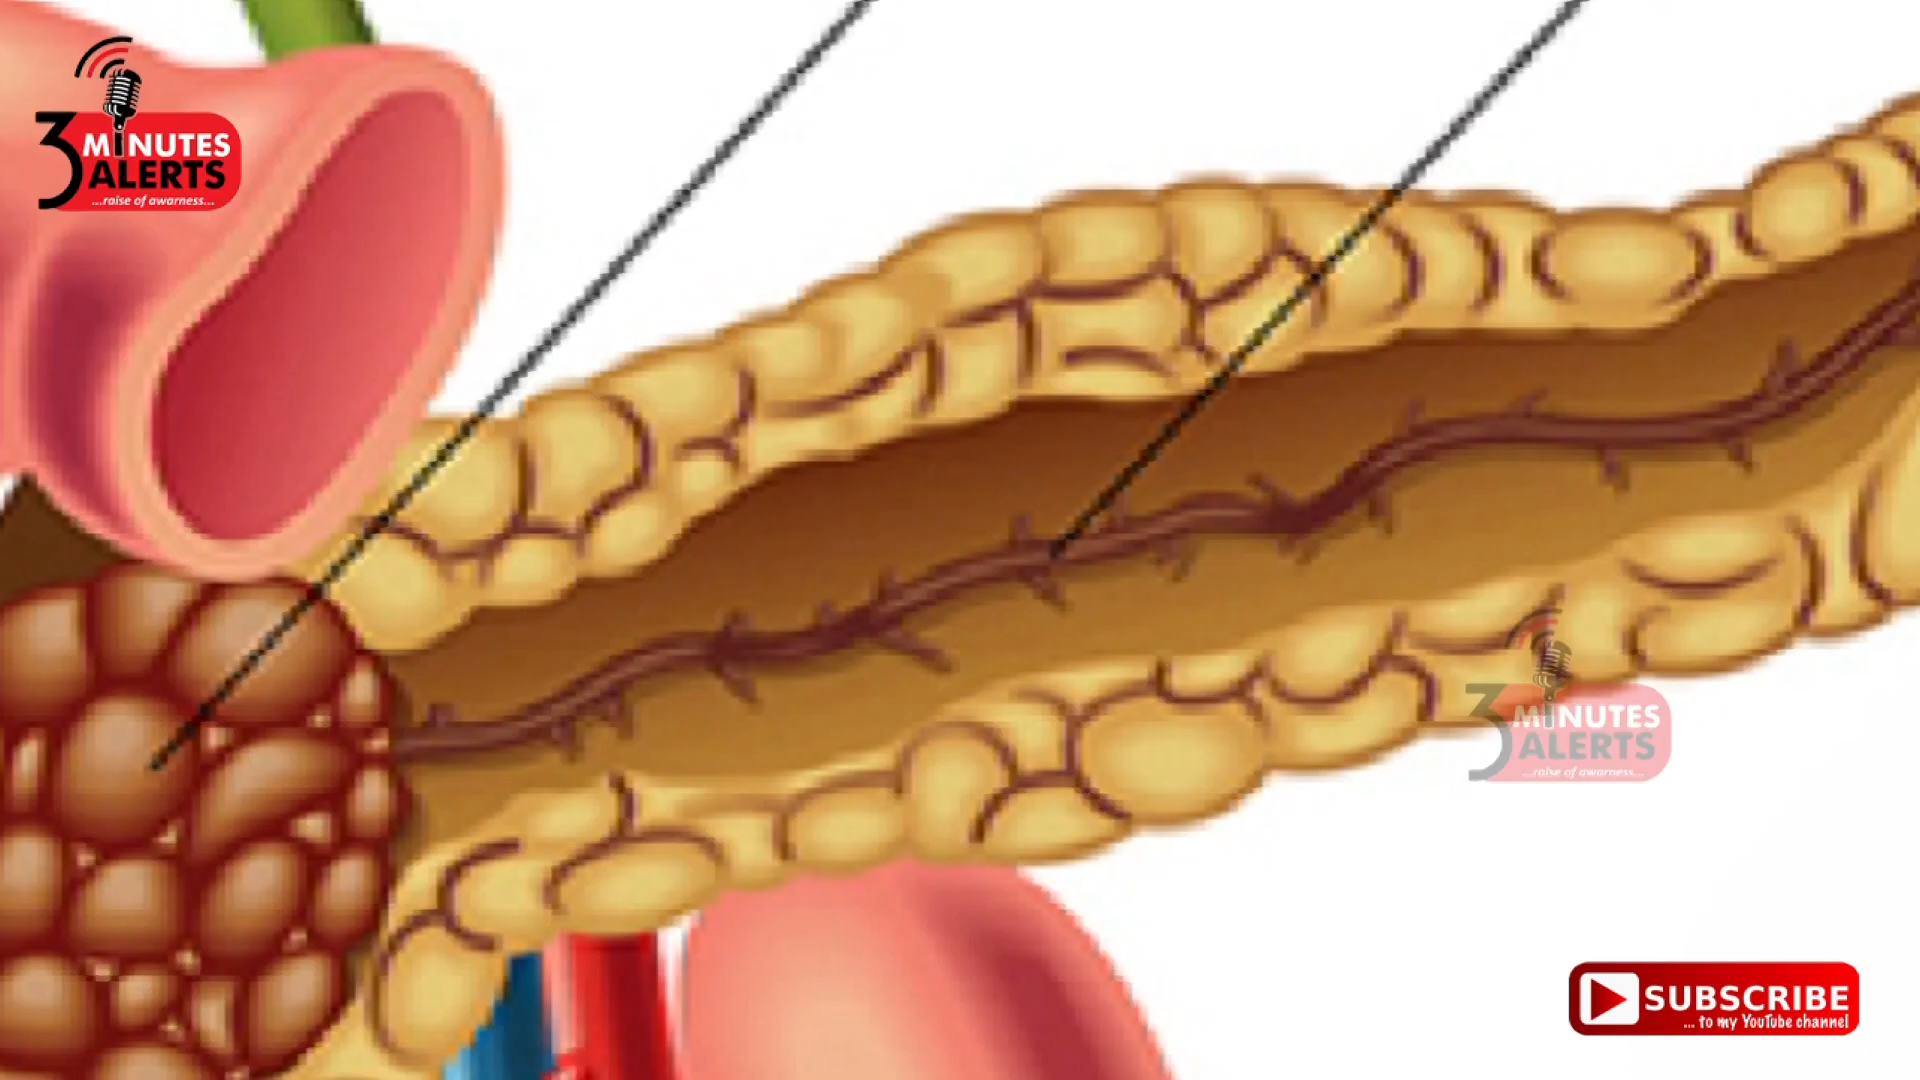 3 MINUTES
ALERTS
...raise of awarness...
3 MINUTES
ALERTS
...raise of awarness...
SUBSCRIBE
... to my YouTube channel